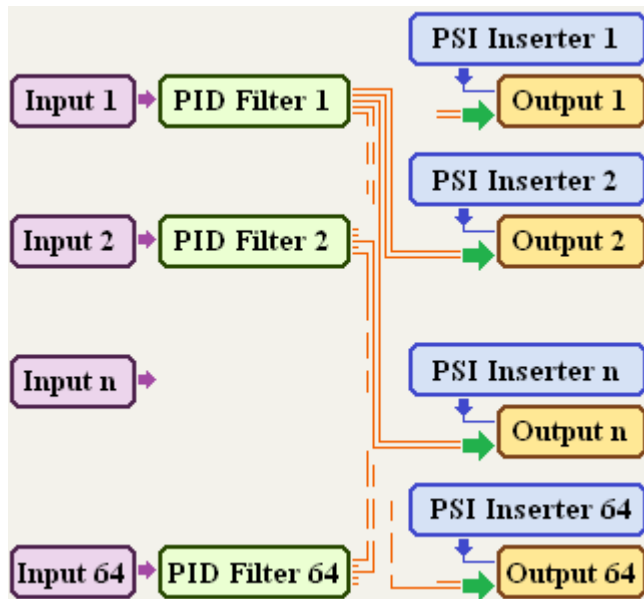 PSI Inserter 1
Input 1
PID Filter 1
Output 1
PSI Inserter 2
Input 2
PID Filter 2
Output 2
Input n
PSI Inserter n
Output n
PSI Inserter 64
Input 64
PID Filter 64
Output 64